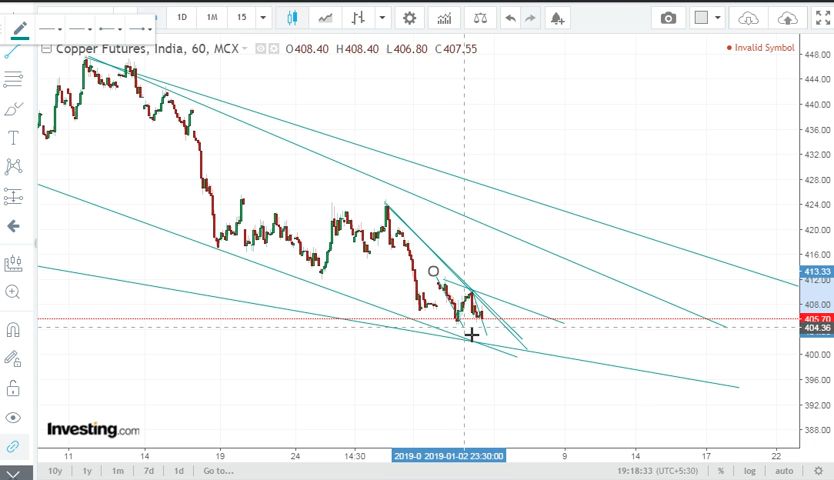 1D 1M 15
Copper Futures, India, 60, MCX O408.40 H408.40 L406.80 C407.55
Invalid Symbol
448.00
444.00
440.00
436.00
432.00
428.00
424.00
420.00
416.00
413.33
412.00
408.00
405.70
404.36
400.00
396.00
392.00
388.00
Investing.com
11 14 19 24 14:30 2019-0 2019-01-02 23:30:00 9 14 17 22
10y 1y 1m 7d 1d Go to... 19:18:33 (UTC+5:30) % log auto
T